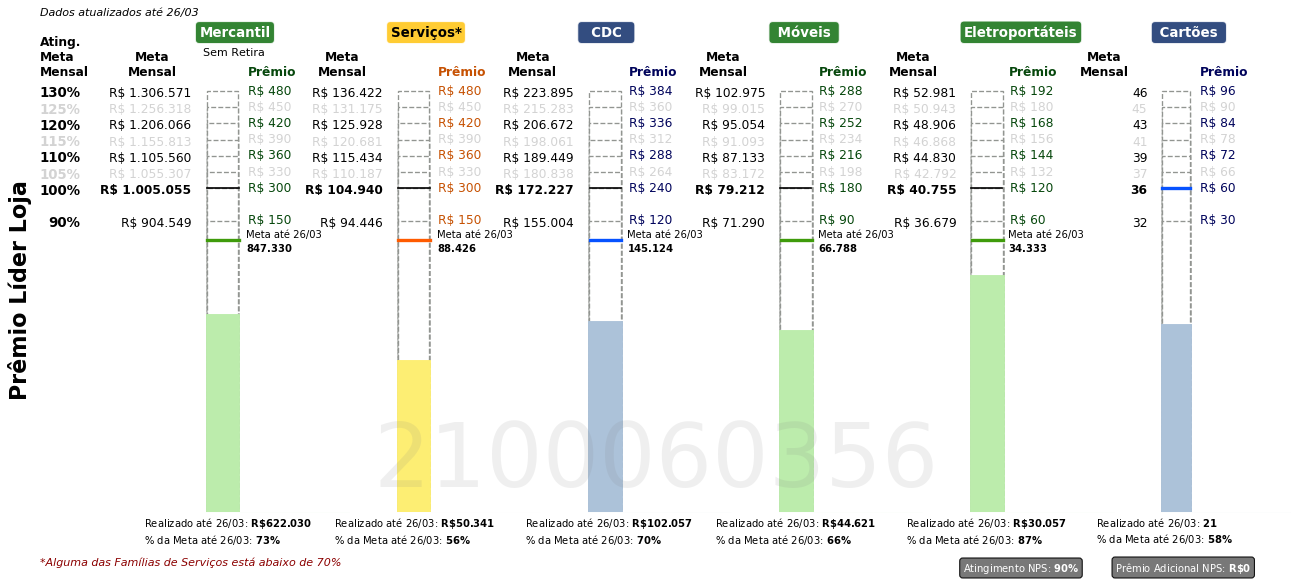 Dados atualizados até 26/03
Mercantil Serviços* CDC Móveis Eletroportáteis Cartões
Sem Retira
Ating. Meta Mensal Meta Mensal Prêmio Meta Mensal Prêmio Meta Mensal Prêmio Meta Mensal Prêmio Meta Mensal Prêmio Meta Mensal Prêmio
130% R$ 1.306.571 R$ 480 R$ 136.422 R$ 480 R$ 223.895 R$ 384 R$ 102.975 R$ 288 R$ 52.981 R$ 192 46 R$ 96
125% R$ 1.256.318 R$ 450 R$ 131.175 R$ 450 R$ 215.283 R$ 360 R$ 99.015 R$ 270 R$ 50.943 R$ 180 45 R$ 90
120% R$ 1.206.066 R$ 420 R$ 125.928 R$ 420 R$ 206.672 R$ 336 R$ 95.054 R$ 252 R$ 48.906 R$ 168 43 R$ 84
115% R$ 1.155.813 R$ 390 R$ 120.681 R$ 390 R$ 198.061 R$ 312 R$ 91.093 R$ 234 R$ 46.868 R$ 156 41 R$ 78
110% R$ 1.105.560 R$ 360 R$ 115.434 R$ 360 R$ 189.449 R$ 288 R$ 87.133 R$ 216 R$ 44.830 R$ 144 39 R$ 72
105% R$ 1.055.307 R$ 330 R$ 110.187 R$ 330 R$ 180.838 R$ 264 R$ 83.172 R$ 198 R$ 42.792 R$ 132 37 R$ 66
100% R$ 1.005.055 R$ 300 R$ 104.940 R$ 300 R$ 172.227 R$ 240 R$ 79.212 R$ 180 R$ 40.755 R$ 120 36 R$ 60
90% R$ 904.549 R$ 150 R$ 94.446 R$ 150 R$ 155.004 R$ 120 R$ 71.290 R$ 90 R$ 36.679 R$ 60 32 R$ 30
Meta até 26/03 Meta até 26/03 Meta até 26/03 Meta até 26/03 Meta até 26/03
847.330 88.426 145.124 66.788 34.333
Prêmio Líder Loja
2100060356
Realizado até 26/03: R$622.030 Realizado até 26/03: R$50.341 Realizado até 26/03: R$102.057 Realizado até 26/03: R$44.621 Realizado até 26/03: R$30.057 Realizado até 26/03: 21
% da Meta até 26/03: 73% % da Meta até 26/03: 56% % da Meta até 26/03: 70% % da Meta até 26/03: 66% % da Meta até 26/03: 87% % da Meta até 26/03: 58%
*Alguma das Famílias de Serviços está abaixo de 70%
Atingimento NPS: 90% Prêmio Adicional NPS: R$0